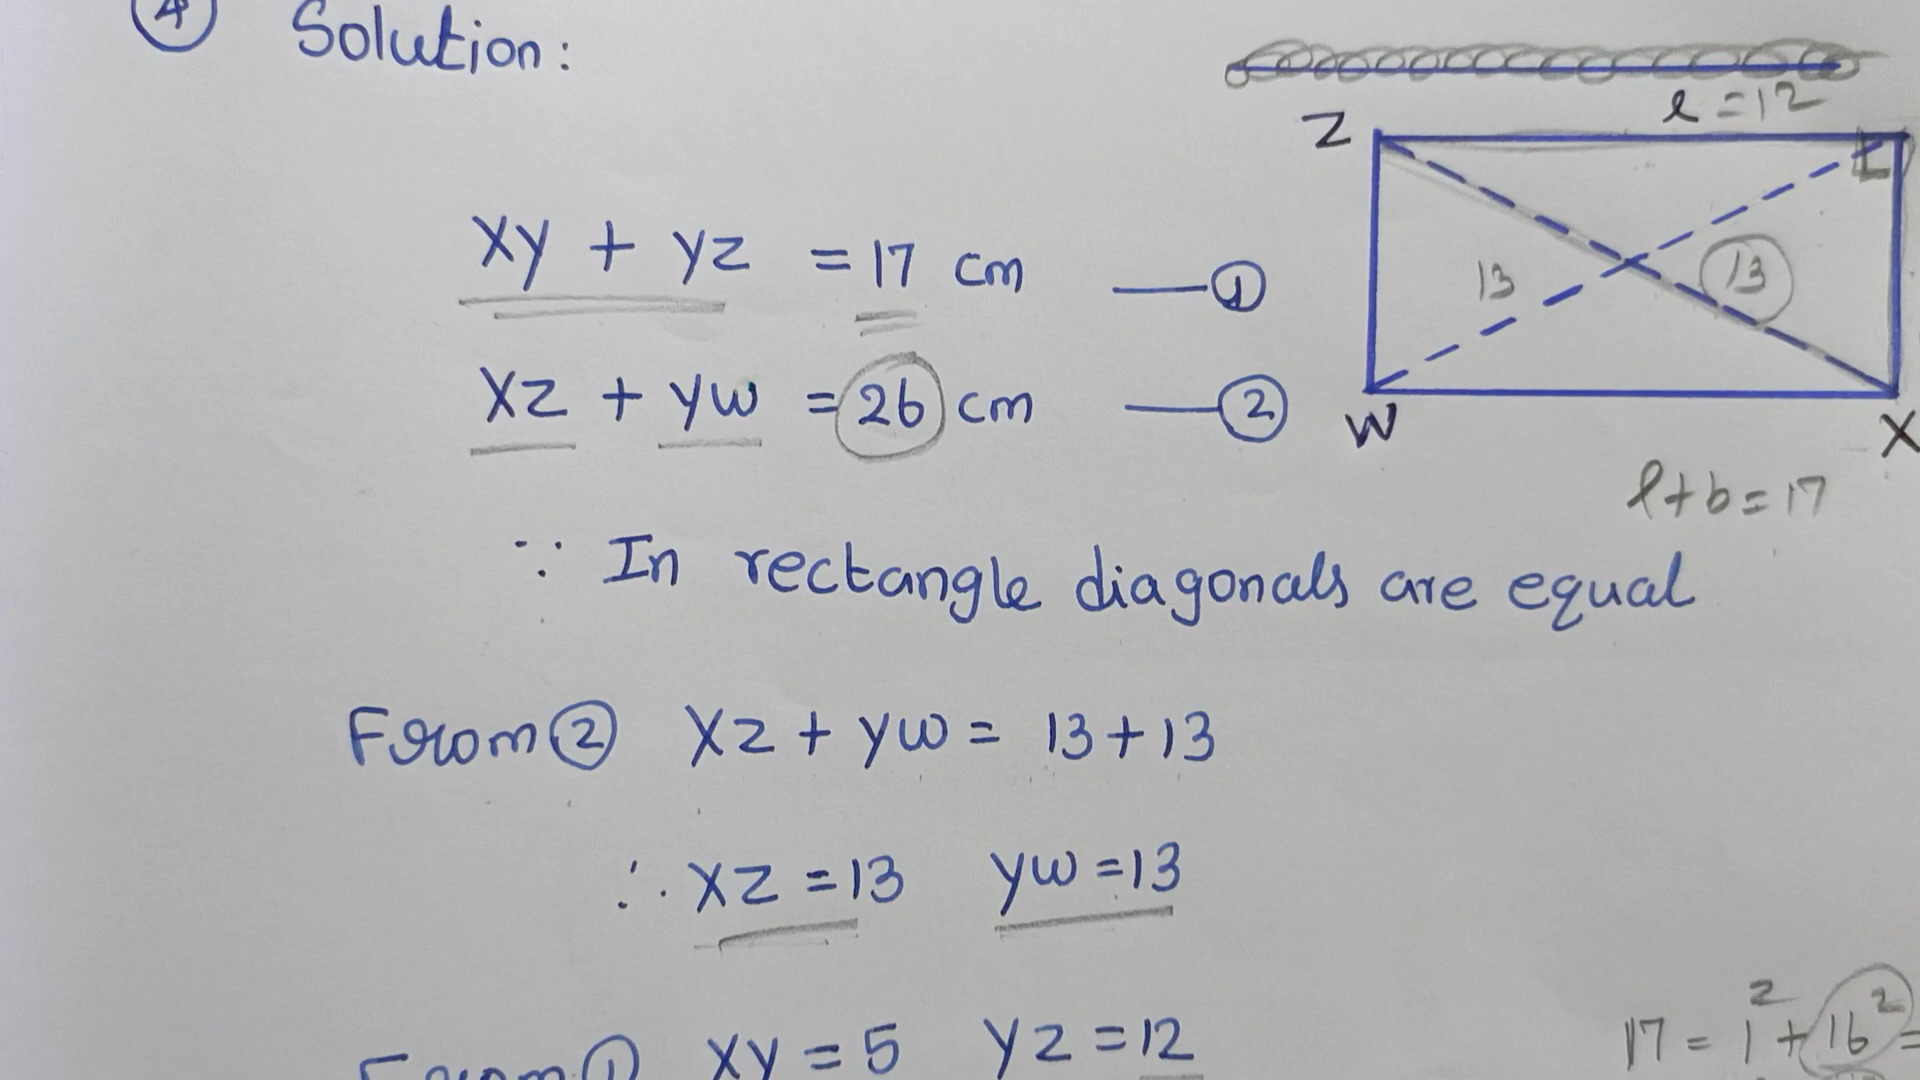 ④ Solution:
l = 12
Z
xy + yz = 17 cm —①
13 13
xz + yw = 26 cm —②
W X
l+b=17
∵ In rectangle diagonals are equal
From ② xz + yw = 13+13
∴ xz = 13 yw = 13
17 = 1² + 16² =
From ① xy = 5 yz = 12